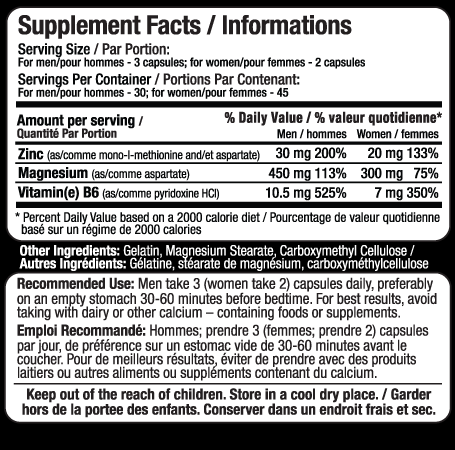 Supplement Facts / Informations
Serving Size / Par Portion:
For men/pour hommes - 3 capsules; for women/pour femmes - 2 capsules
Servings Per Container / Portions Par Contenant:
For men/pour hommes - 30; for women/pour femmes - 45
Amount per serving / % Daily Value / % valeur quotidienne*
Quantité Par Portion Men / hommes Women / femmes
Zinc (as/comme mono-l-methionine and/et aspartate) 30 mg 200% 20 mg 133%
Magnesium (as/comme aspartate) 450 mg 113% 300 mg 75%
Vitamin(e) B6 (as/comme pyridoxine HCl) 10.5 mg 525% 7 mg 350%
* Percent Daily Value based on a 2000 calorie diet / Pourcentage de valeur quotidienne
basé sur un régime de 2000 calories
Other Ingredients: Gelatin, Magnesium Stearate, Carboxymethyl Cellulose /
Autres Ingrédients: Gélatine, stéarate de magnésium, carboxyméthylcellulose
Recommended Use: Men take 3 (women take 2) capsules daily, preferably
on an empty stomach 30-60 minutes before bedtime. For best results, avoid
taking with dairy or other calcium – containing foods or supplements.
Emploi Recommandé: Hommes; prendre 3 (femmes; prendre 2) capsules
par jour, de préférence sur un estomac vide de 30-60 minutes avant le
coucher. Pour de meilleurs résultats, éviter de prendre avec des produits
laitiers ou autres aliments ou suppléments contenant du calcium.
Keep out of the reach of children. Store in a cool dry place. / Garder
hors de la portee des enfants. Conserver dans un endroit frais et sec.